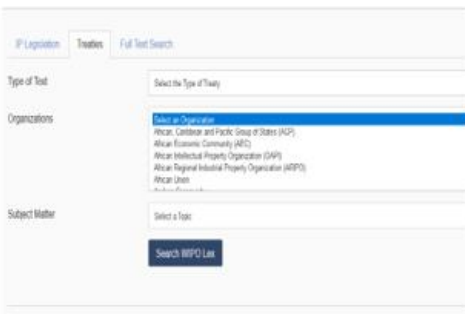 IP Legislation Treaties Full Text Search
Type of Text Select the Type of Treaty
Organizations Select an Organization
African, Caribbean and Pacific Group of States (ACP)
African Economic Community (AEC)
African Intellectual Property Organization (OAPI)
African Regional Industrial Property Organization (ARIPO)
African Union
Subject Matter Select a Topic
Search WIPO Lex